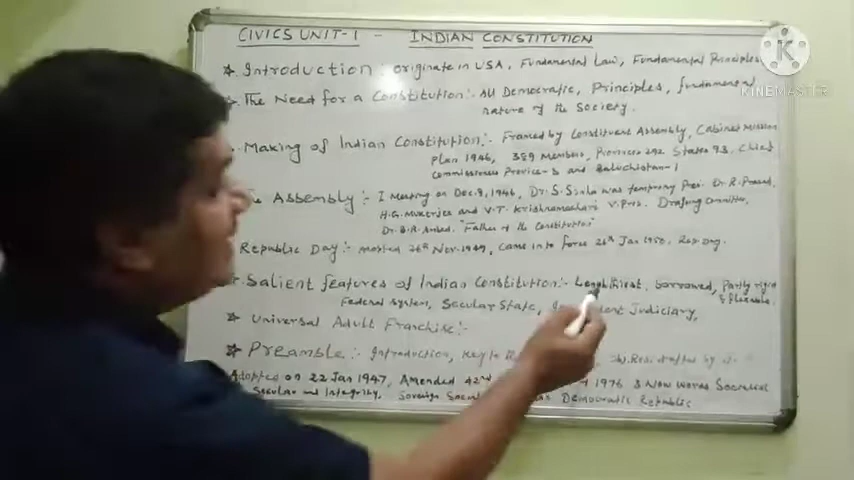 CIVICS UNIT-1 - INDIAN CONSTITUTION
Introduction :- originate in USA, Fundamental Law, Fundamental Principles
The Need for a Constitution:- All Democratic, Principles, fundamental
nature of the Society.
Making of Indian Constitution:- Framed by Constituent Assembly, Cabinet Mission
Plan 1946, 389 Members, Provinces 292 States 93, Chief
Commissioners Province-3 and Baluchistan-1
Assembly:- I Meeting on Dec.9, 1946, Dr. S. Sinha was temporary Pres. Dr. R. Prasad,
H.C. Mukerjee and V.T. Krishnamachari V. Pres. Committee,
Dr. B.R. "Father of the Constitution"
Republic Day:- 26th Nov. 1949, Came into force 26th Jan 1950, Rep. Day.
Salient features of Indian Constitution:- borrowed, Partly rigid
Federal System, Secular State, Judiciary,
& flexible.
Universal Adult Franchise:-
Preamble:- Introduction, Key to
Adopted on 22 Jan 1947, Amended 42nd 1976 3 New words Socialist
Secular and Integrity, Democratic Republic
KINEMASTER